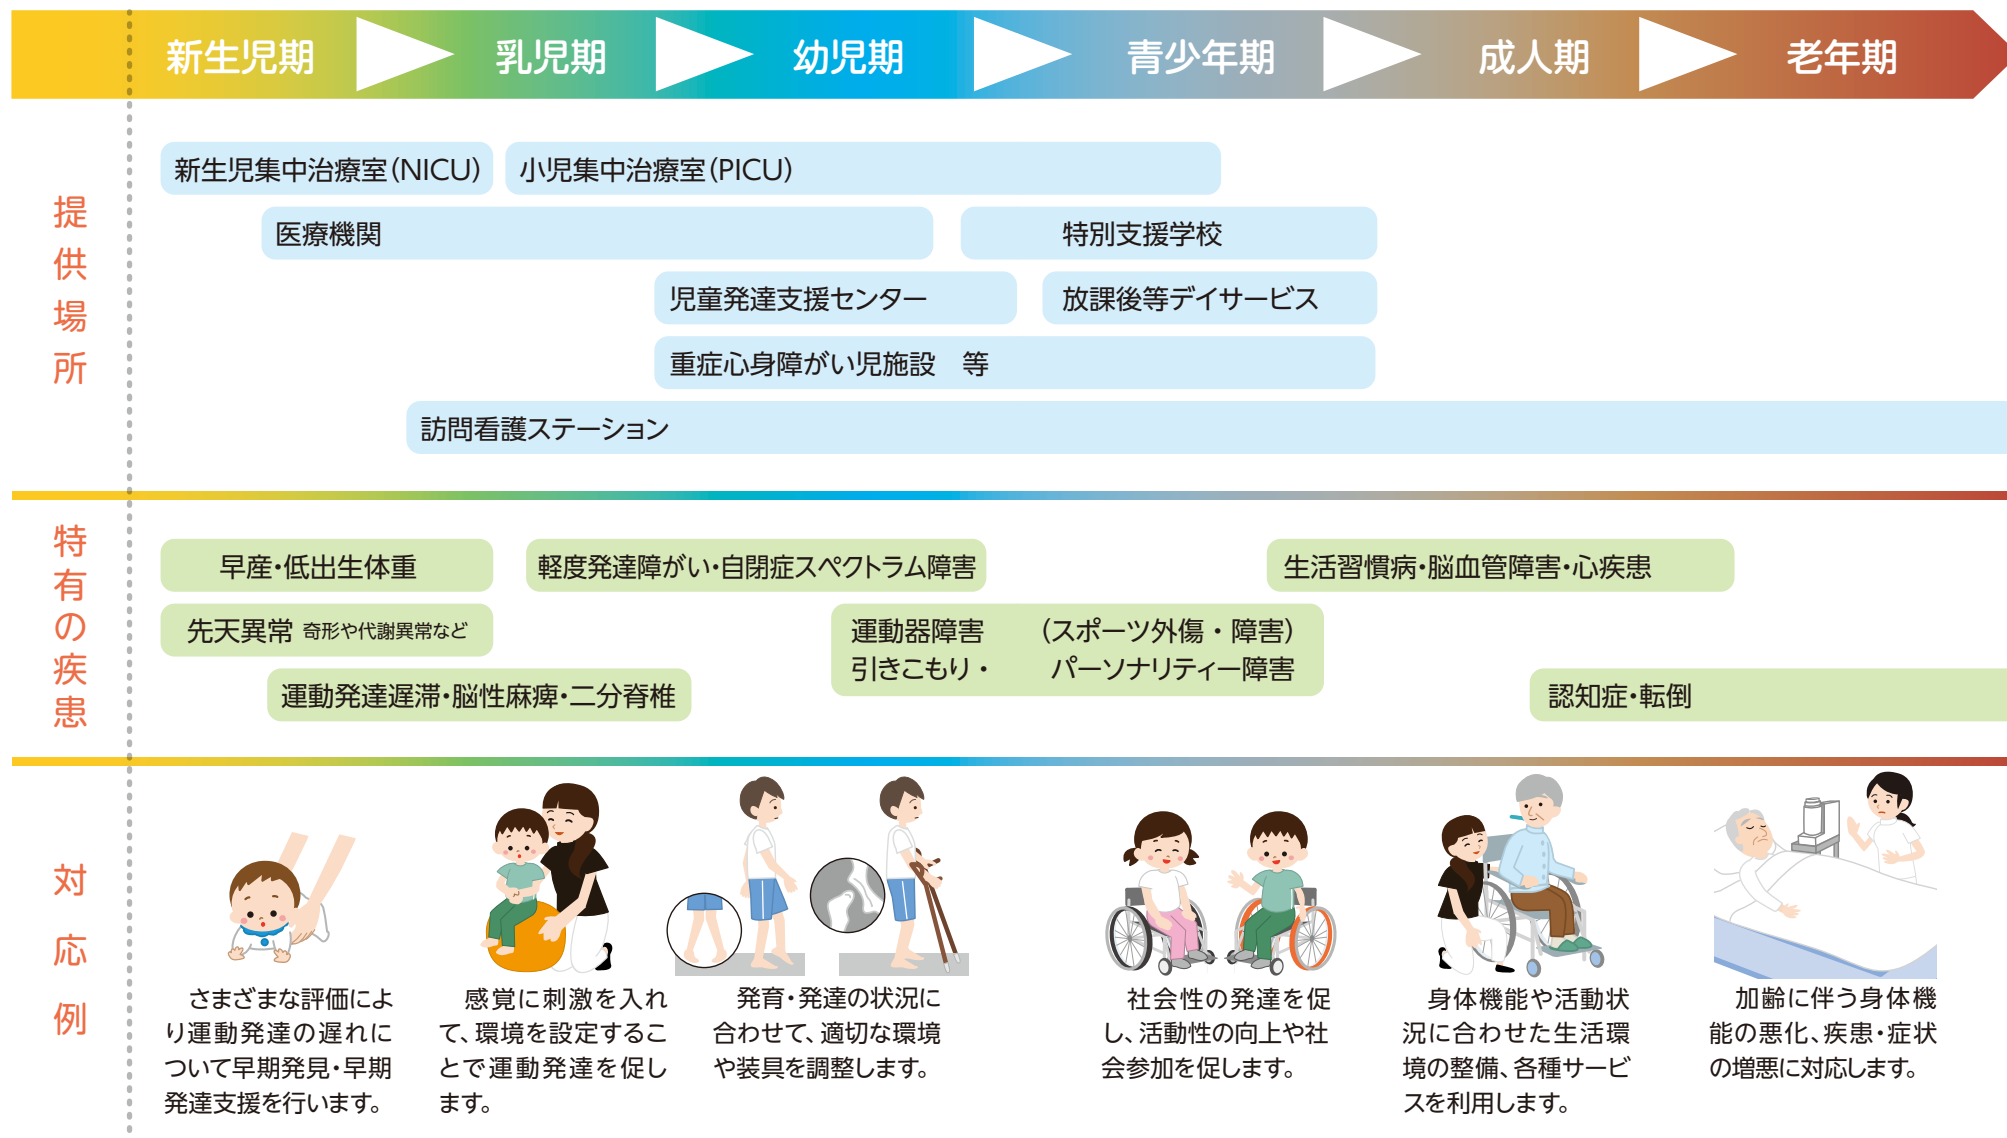 新生児期
乳児期
幼児期
青少年期
成人期
老年期
提供場所
新生児集中治療室(NICU)
小児集中治療室(PICU)
医療機関
特別支援学校
児童発達支援センター
放課後等デイサービス
重症心身障がい児施設　等
訪問看護ステーション
特有の疾患
早産・低出生体重
軽度発達障がい・自閉症スペクトラム障害
生活習慣病・脳血管障害・心疾患
先天異常 奇形や代謝異常など
運動器障害　　(スポーツ外傷・障害)
引きこもり・　　パーソナリティー障害
運動発達遅滞・脳性麻痺・二分脊椎
認知症・転倒
対応例
さまざまな評価によ
り運動発達の遅れに
ついて早期発見・早期
発達支援を行います。
感覚に刺激を入れ
て、環境を設定するこ
とで運動発達を促し
ます。
発育・発達の状況に
合わせて、適切な環境
や装具を調整します。
社会性の発達を促
し、活動性の向上や社
会参加を促します。
身体機能や活動状
況に合わせた生活環
境の整備、各種サービ
スを利用します。
加齢に伴う身体機
能の悪化、疾患・症状
の増悪に対応します。